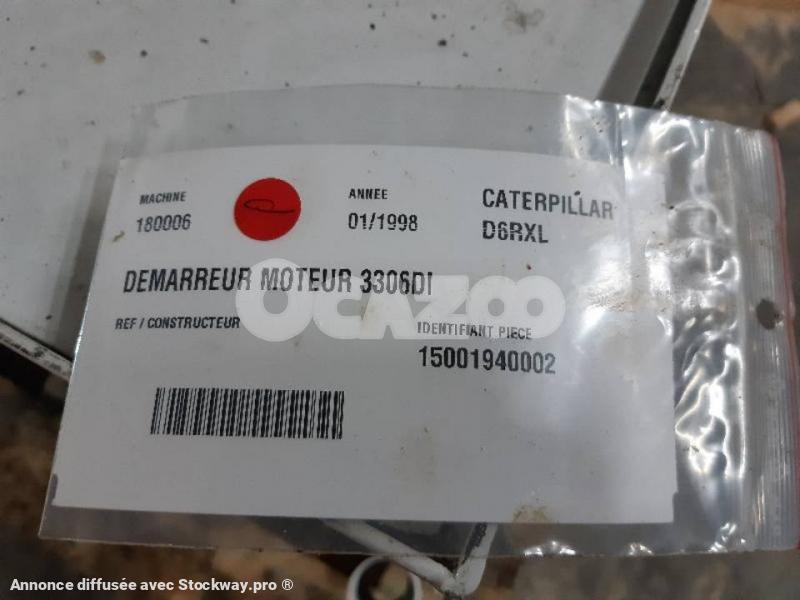 MACHINE
180006
ANNEE
01/1998
CATERPILLAR
D6RXL
DEMARREUR MOTEUR 3306DI
OCAZOO
REF / CONSTRUCTEUR
IDENTIFIANT PIECE
15001940002
Annonce diffusée avec Stockway.pro ®